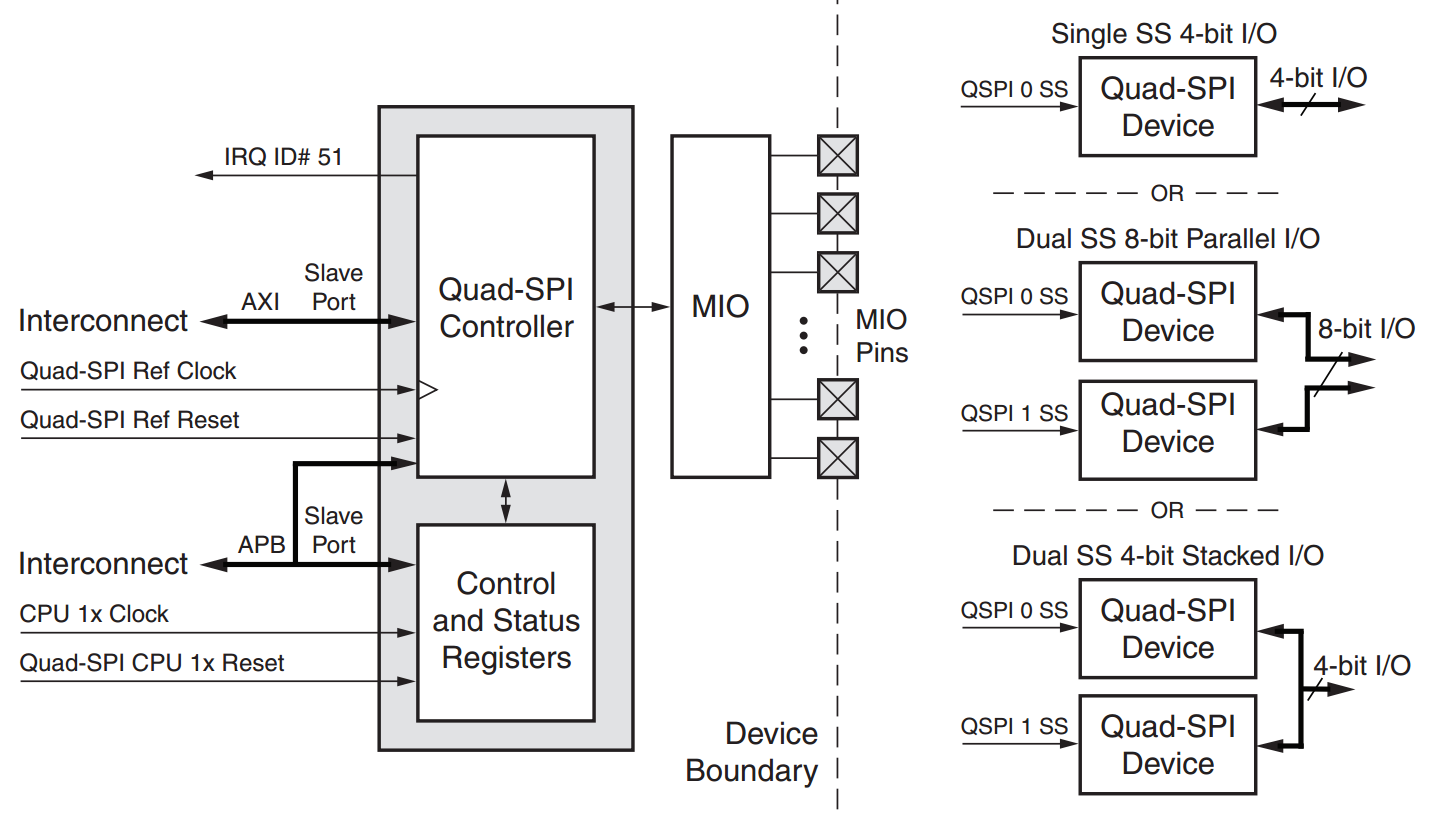 IRQ ID# 51
Slave
Port
AXI
Interconnect
Quad-SPI Ref Clock
Quad-SPI Ref Reset
Slave
Port
APB
Interconnect
CPU 1x Clock
Quad-SPI CPU 1x Reset
Quad-SPI
Controller
Control
and Status
Registers
MIO
MIO
Pins
Device
Boundary
Single SS 4-bit I/O
QSPI 0 SS
Quad-SPI
Device
4-bit I/O
OR
Dual SS 8-bit Parallel I/O
QSPI 0 SS
Quad-SPI
Device
8-bit I/O
QSPI 1 SS
Quad-SPI
Device
OR
Dual SS 4-bit Stacked I/O
QSPI 0 SS
Quad-SPI
Device
4-bit I/O
QSPI 1 SS
Quad-SPI
Device